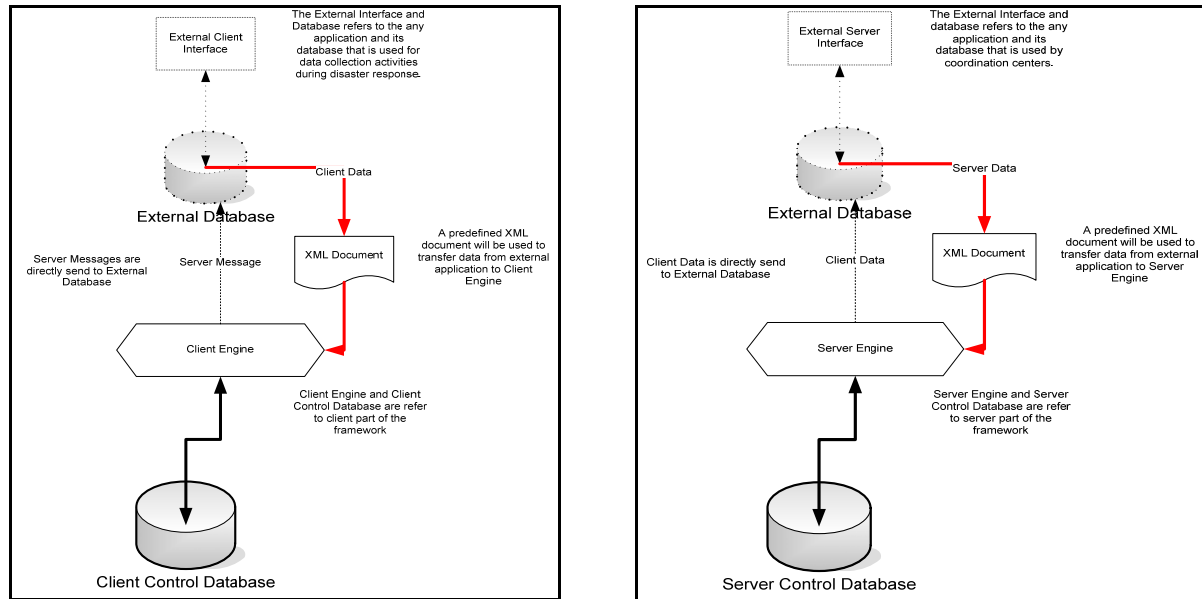 The External Interface and
Database refers to the any
application and its
database that is used for
data collection activities
during disaster response.
External Client
Interface
Client Data
External Database
Server Messages are
directly send to External
Database
Server Message
XML Document
A predefined XML
document will be used to
transfer data from external
application to Client
Engine
Client Engine
Client Engine and Client
Control Database are refer
to client part of the
framework
Client Control Database
The External Interface and
database refers to the any
application and its
database that is used by
coordination centers.
External Server
Interface
Server Data
External Database
Client Data is directly send
to External Database
Client Data
XML Document
A predefined XML
document will be used to
transfer data from external
application to Server
Engine
Server Engine
Server Engine and Server
Control Database are refer
to server part of the
framework
Server Control Database